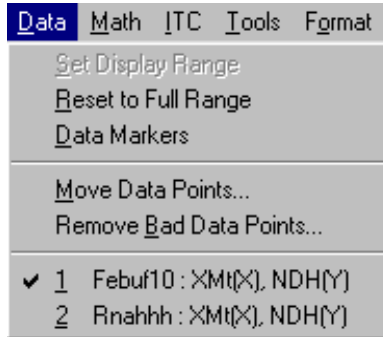 Data Math ITC Tools Format
Set Display Range
Reset to Full Range
Data Markers
Move Data Points...
Remove Bad Data Points...
✔ 1 Febuf10 : XMt(X), NDH(Y)
2 Rnahhh : XMt(X), NDH(Y)